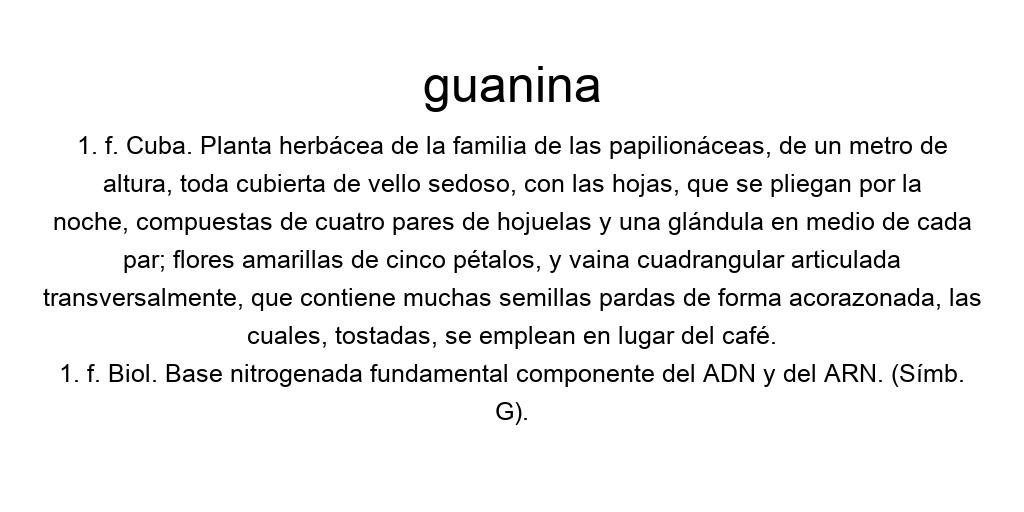 guanina
1. f. Cuba. Planta herbácea de la familia de las papilionáceas, de un metro de
altura, toda cubierta de vello sedoso, con las hojas, que se pliegan por la
noche, compuestas de cuatro pares de hojuelas y una glándula en medio de cada
par; flores amarillas de cinco pétalos, y vaina cuadrangular articulada
transversalmente, que contiene muchas semillas pardas de forma acorazonada, las
cuales, tostadas, se emplean en lugar del café.
1. f. Biol. Base nitrogenada fundamental componente del ADN y del ARN. (Símb.
G).